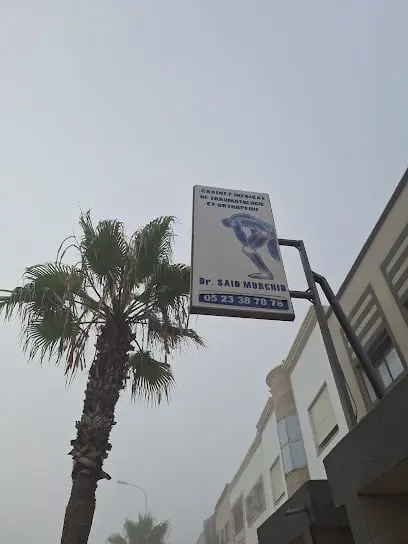 CABINET MEDICAL
DE TRAUMATOLOGIE
ET ORTHOPEDIE
Dr. SAID MORCHID
05 23 38 78 78